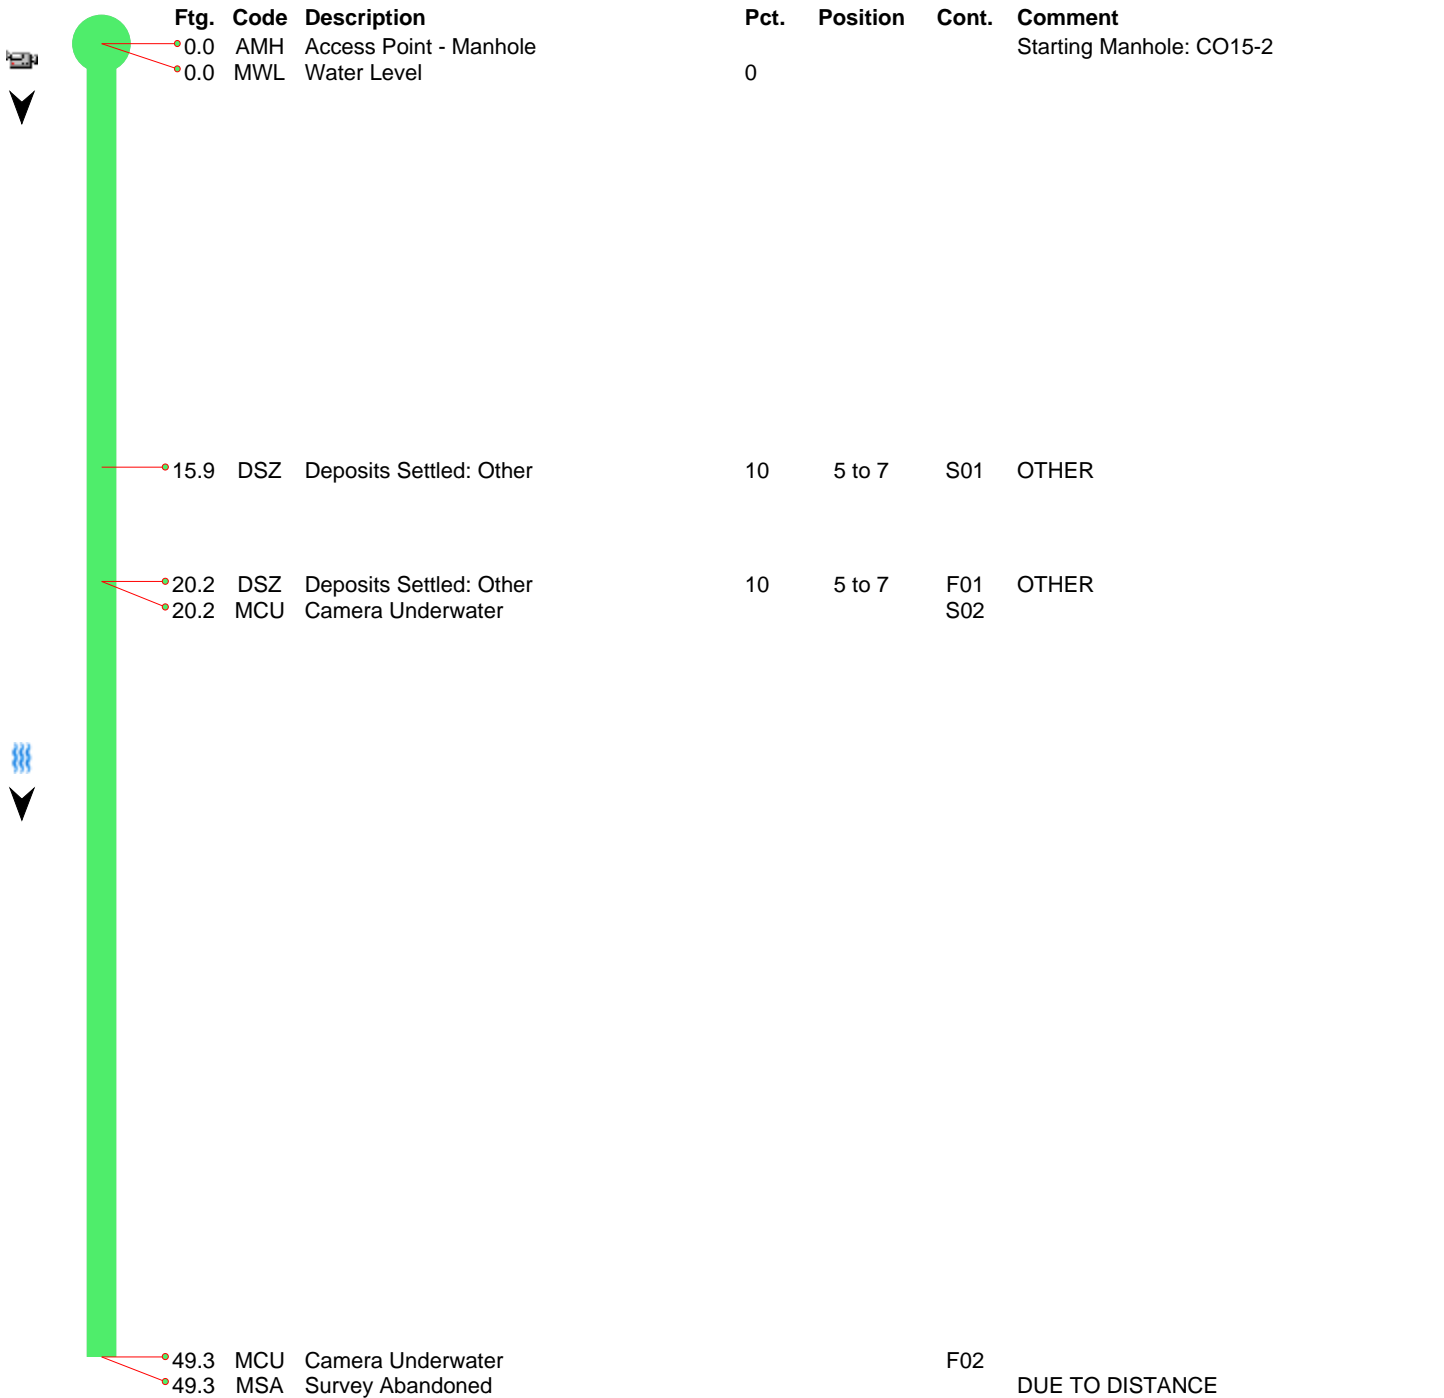 Ftg. Code Description Pct. Position Cont. Comment
0.0 AMH Access Point - Manhole Starting Manhole: CO15-2
0.0 MWL Water Level 0
15.9 DSZ Deposits Settled: Other 10 5 to 7 S01 OTHER
20.2 DSZ Deposits Settled: Other 10 5 to 7 F01 OTHER
20.2 MCU Camera Underwater S02
49.3 MCU Camera Underwater F02
49.3 MSA Survey Abandoned DUE TO DISTANCE